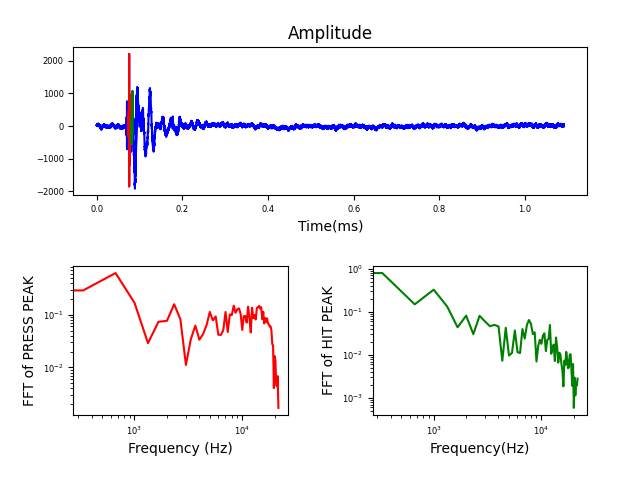 Amplitude
2000
1000
0
−1000
−2000
0.0 0.2 0.4 0.6 0.8 1.0
Time(ms)
FFT of PRESS PEAK
10⁻¹
10⁻²
10³ 10⁴
Frequency (Hz)
FFT of HIT PEAK
10⁰
10⁻¹
10⁻²
10⁻³
10³ 10⁴
Frequency(Hz)